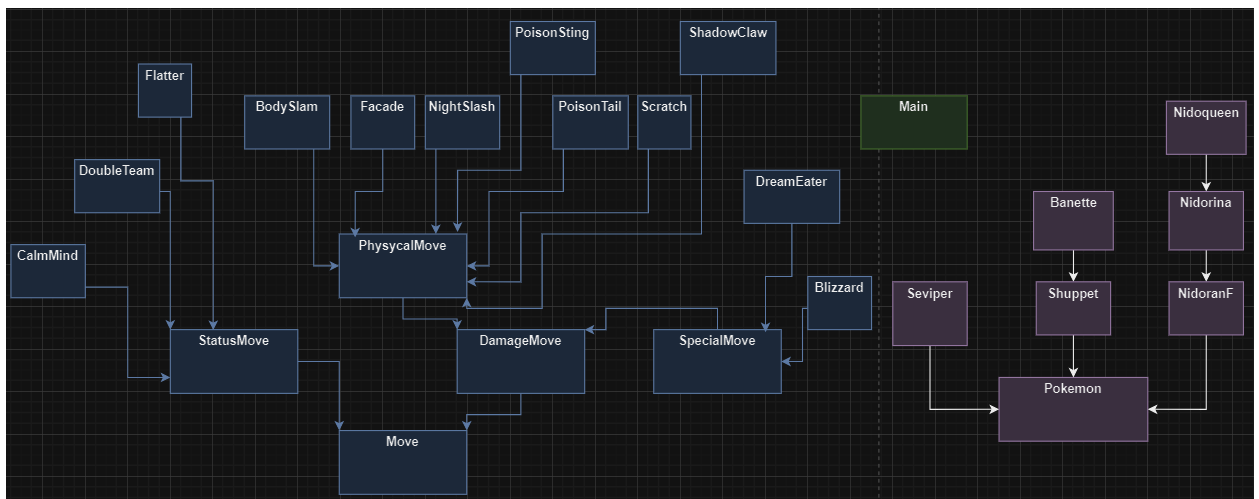 PoisonSting
ShadowClaw
Flatter
BodySlam
Facade
NightSlash
PoisonTail
Scratch
Main
Nidoqueen
DoubleTeam
DreamEater
Banette
Nidorina
PhysycalMove
CalmMind
Blizzard
Seviper
Shuppet
NidoranF
StatusMove
DamageMove
SpecialMove
Pokemon
Move